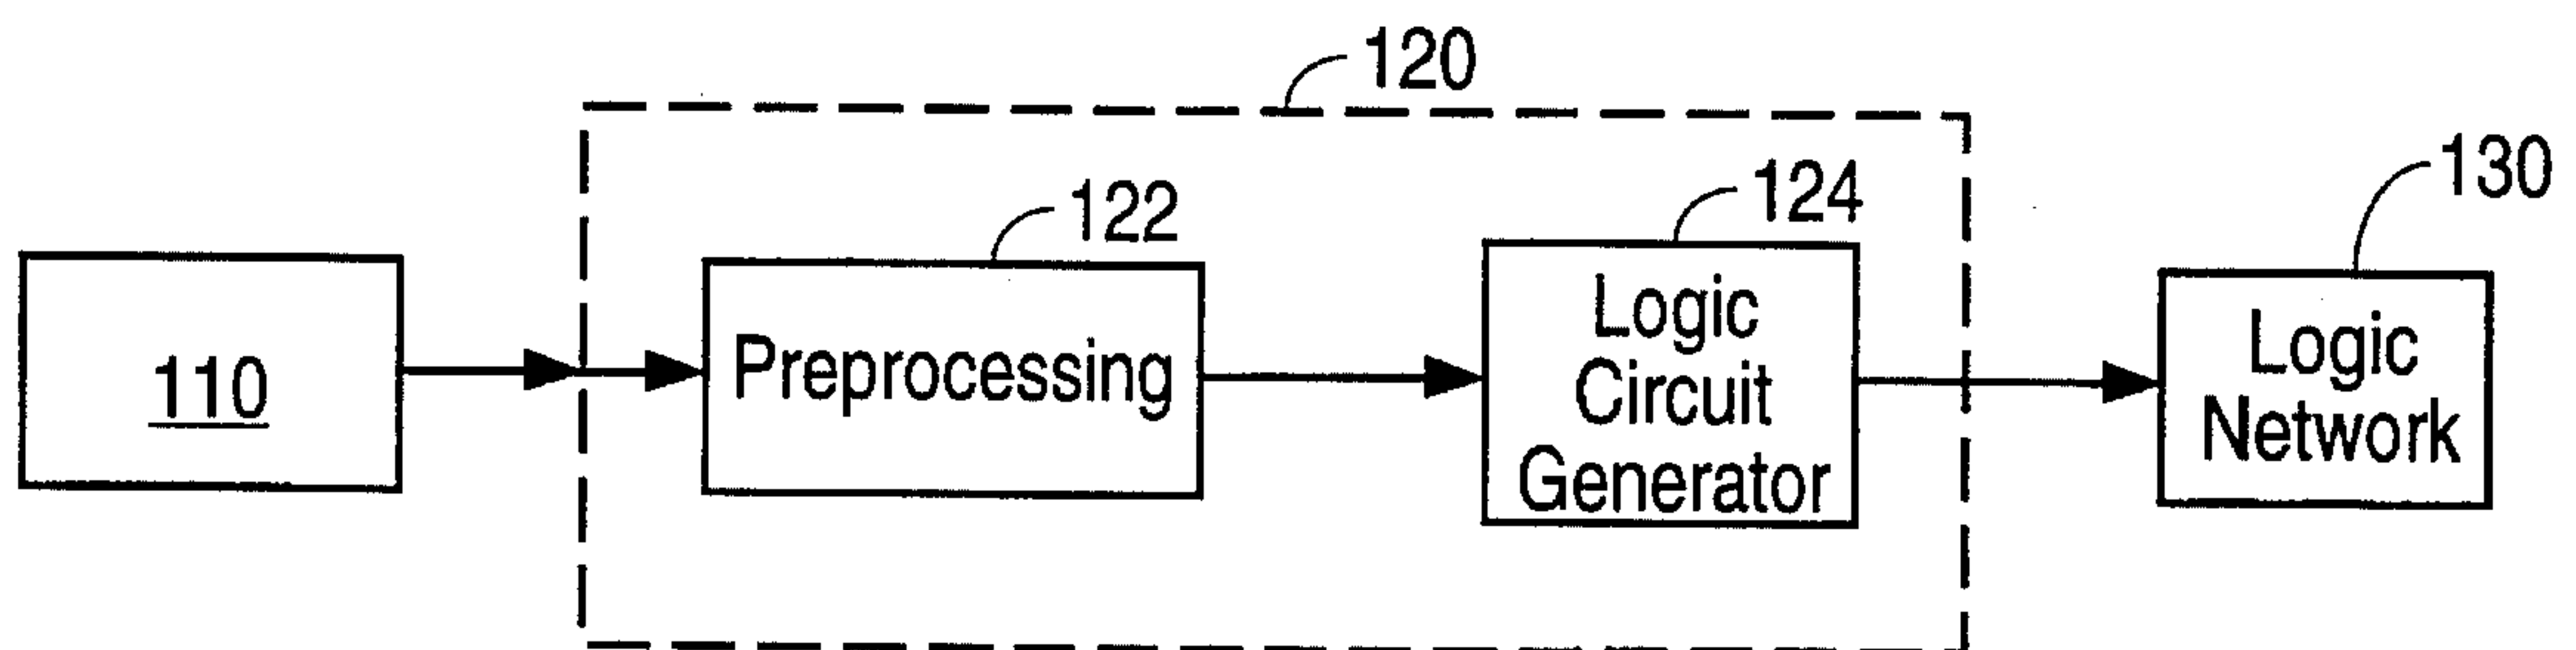 120
130
122
124
110
Preprocessing
Logic
Circuit
Generator
Logic
Network